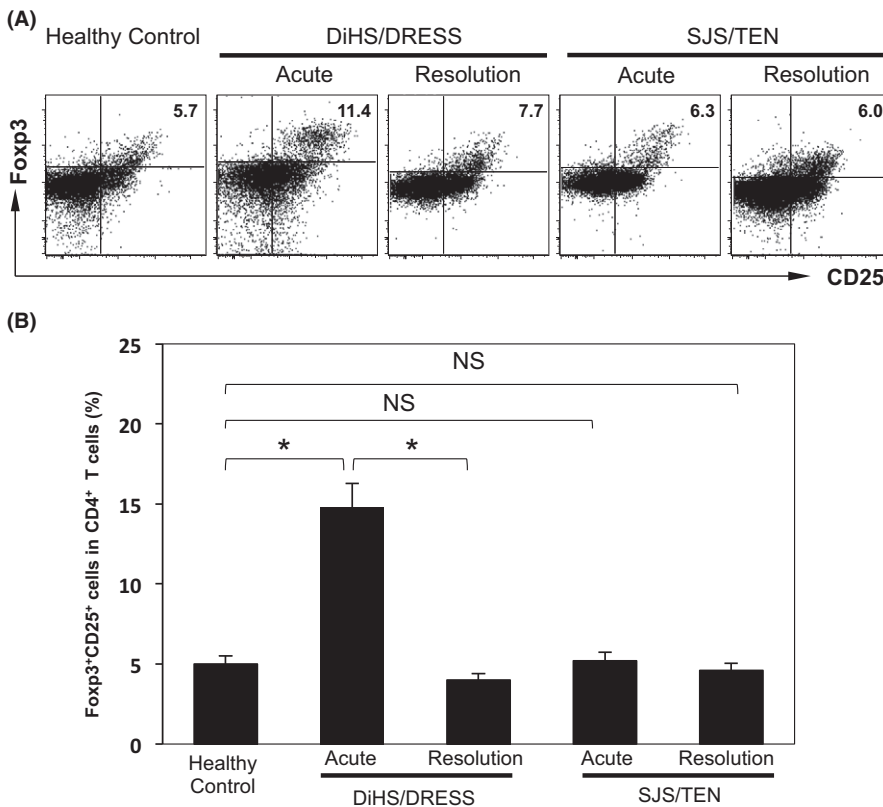 (A)
Healthy Control
DiHS/DRESS
SJS/TEN
Acute
Resolution
Acute
Resolution
5.7
11.4
7.7
6.3
6.0
Foxp3
CD25
(B)
Foxp3⁺CD25⁺ cells in CD4⁺ T cells (%)
25
20
15
10
5
0
NS
NS
*
*
Healthy
Control
Acute
Resolution
Acute
Resolution
DiHS/DRESS
SJS/TEN